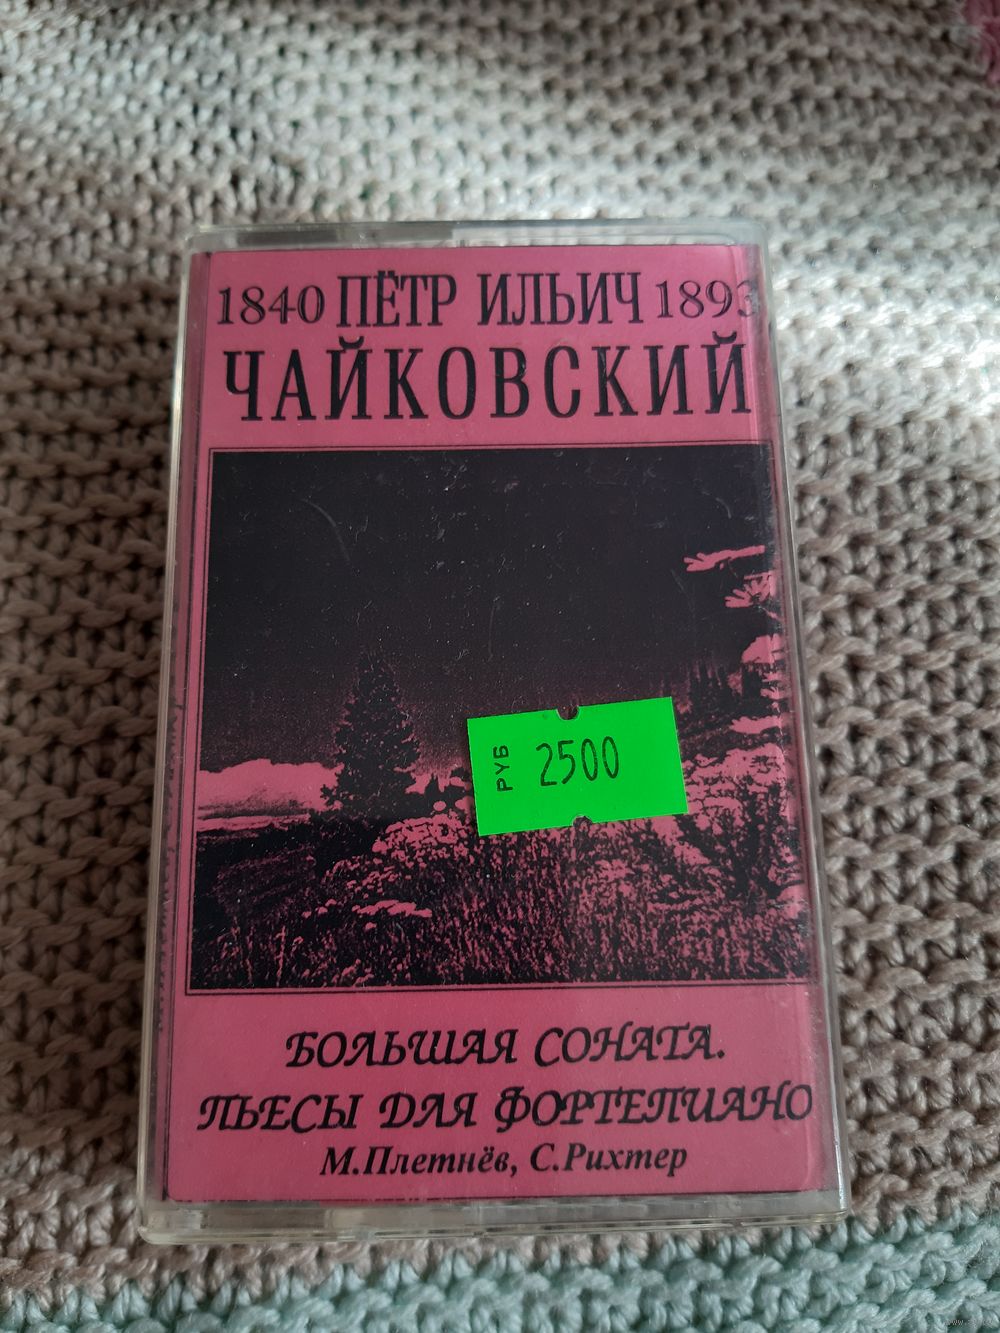 1840 ПЁТР ИЛЬИЧ 1893
ЧАЙКОВСКИЙ
РУБ 2500
БОЛЬШАЯ СОНАТА.
ПЬЕСЫ ДЛЯ ФОРТЕПИАНО
М.Плетнёв, С.Рихтер